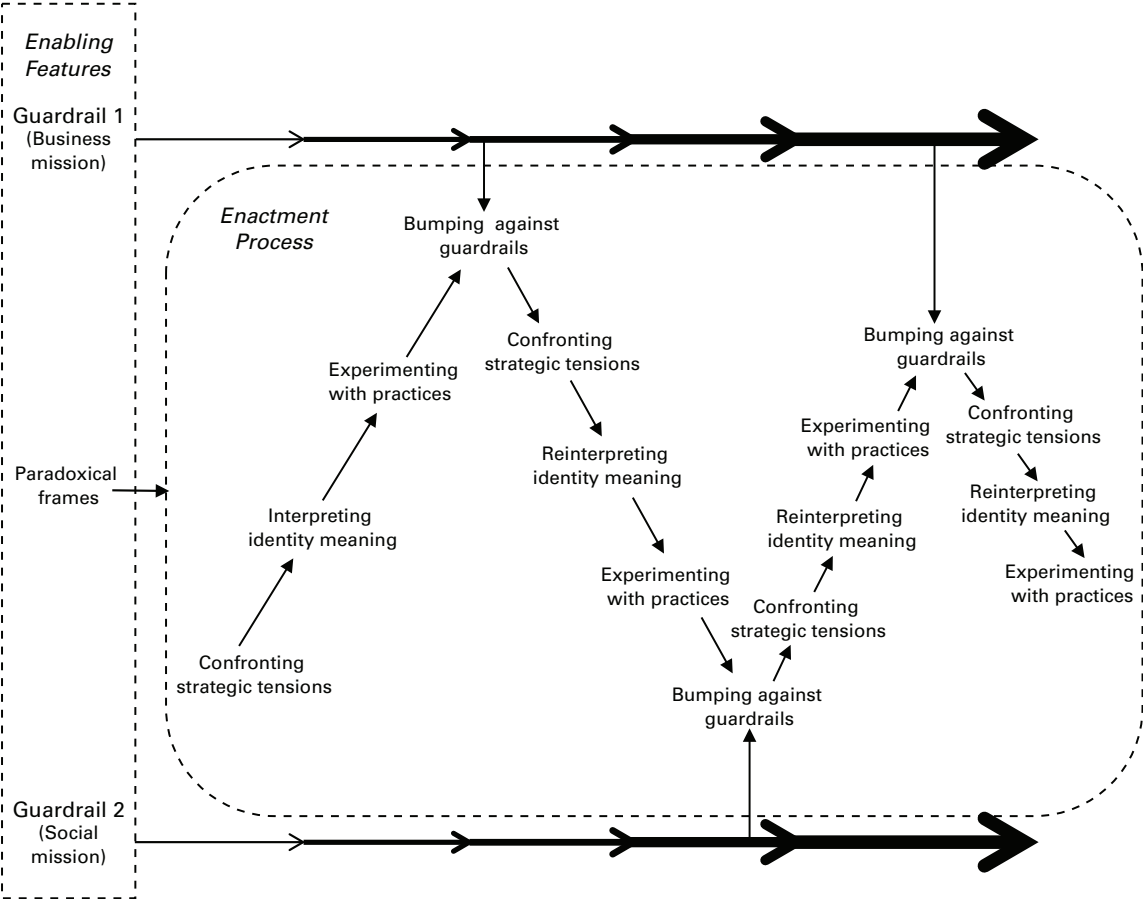 Enabling
Features
Guardrail 1
(Business
mission)
Paradoxical
frames
Guardrail 2
(Social
mission)
Enactment
Process
Confronting
strategic tensions
Interpreting
identity meaning
Experimenting
with practices
Bumping against
guardrails
Confronting
strategic tensions
Reinterpreting
identity meaning
Experimenting
with practices
Bumping against
guardrails
Confronting
strategic tensions
Reinterpreting
identity meaning
Experimenting
with practices
Bumping against
guardrails
Confronting
strategic tensions
Reinterpreting
identity meaning
Experimenting
with practices